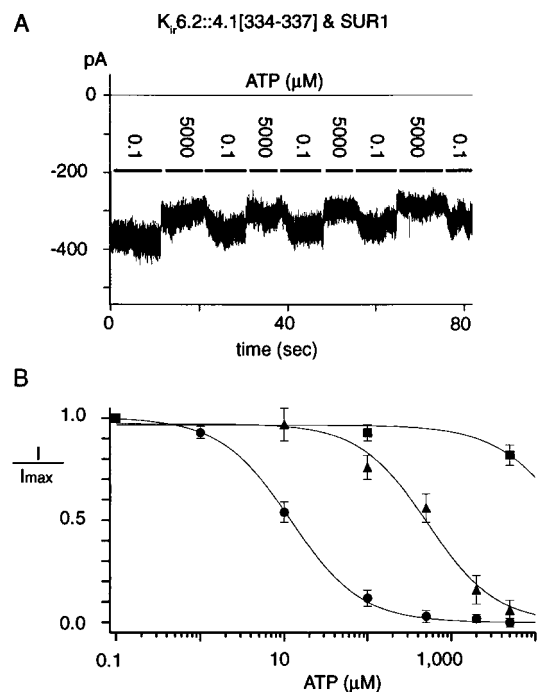 A
Kir6.2::4.1[334-337] & SUR1
pA
ATP (μM)
0
0.1 5000 0.1 5000 0.1 5000 0.1 5000 0.1
-200
-400
0 40 80
time (sec)
B
1.0
I
Imax
0.5
0.0
0.1 10 1,000
ATP (μM)